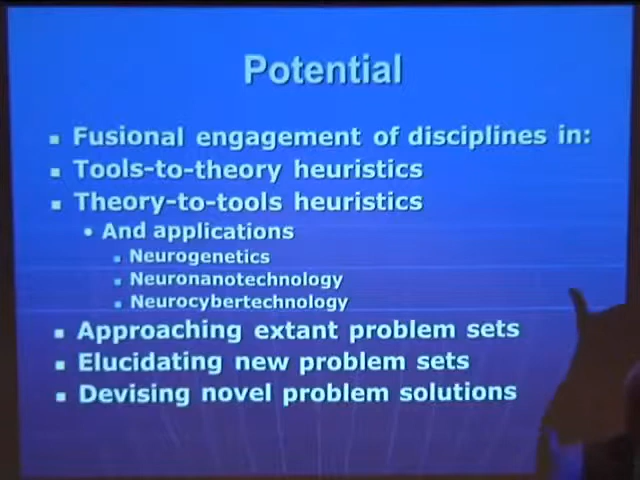 Potential
Fusional engagement of disciplines in:
Tools-to-theory heuristics
Theory-to-tools heuristics
And applications
Neurogenetics
Neuronanotechnology
Neurocybertechnology
Approaching extant problem sets
Elucidating new problem sets
Devising novel problem solutions